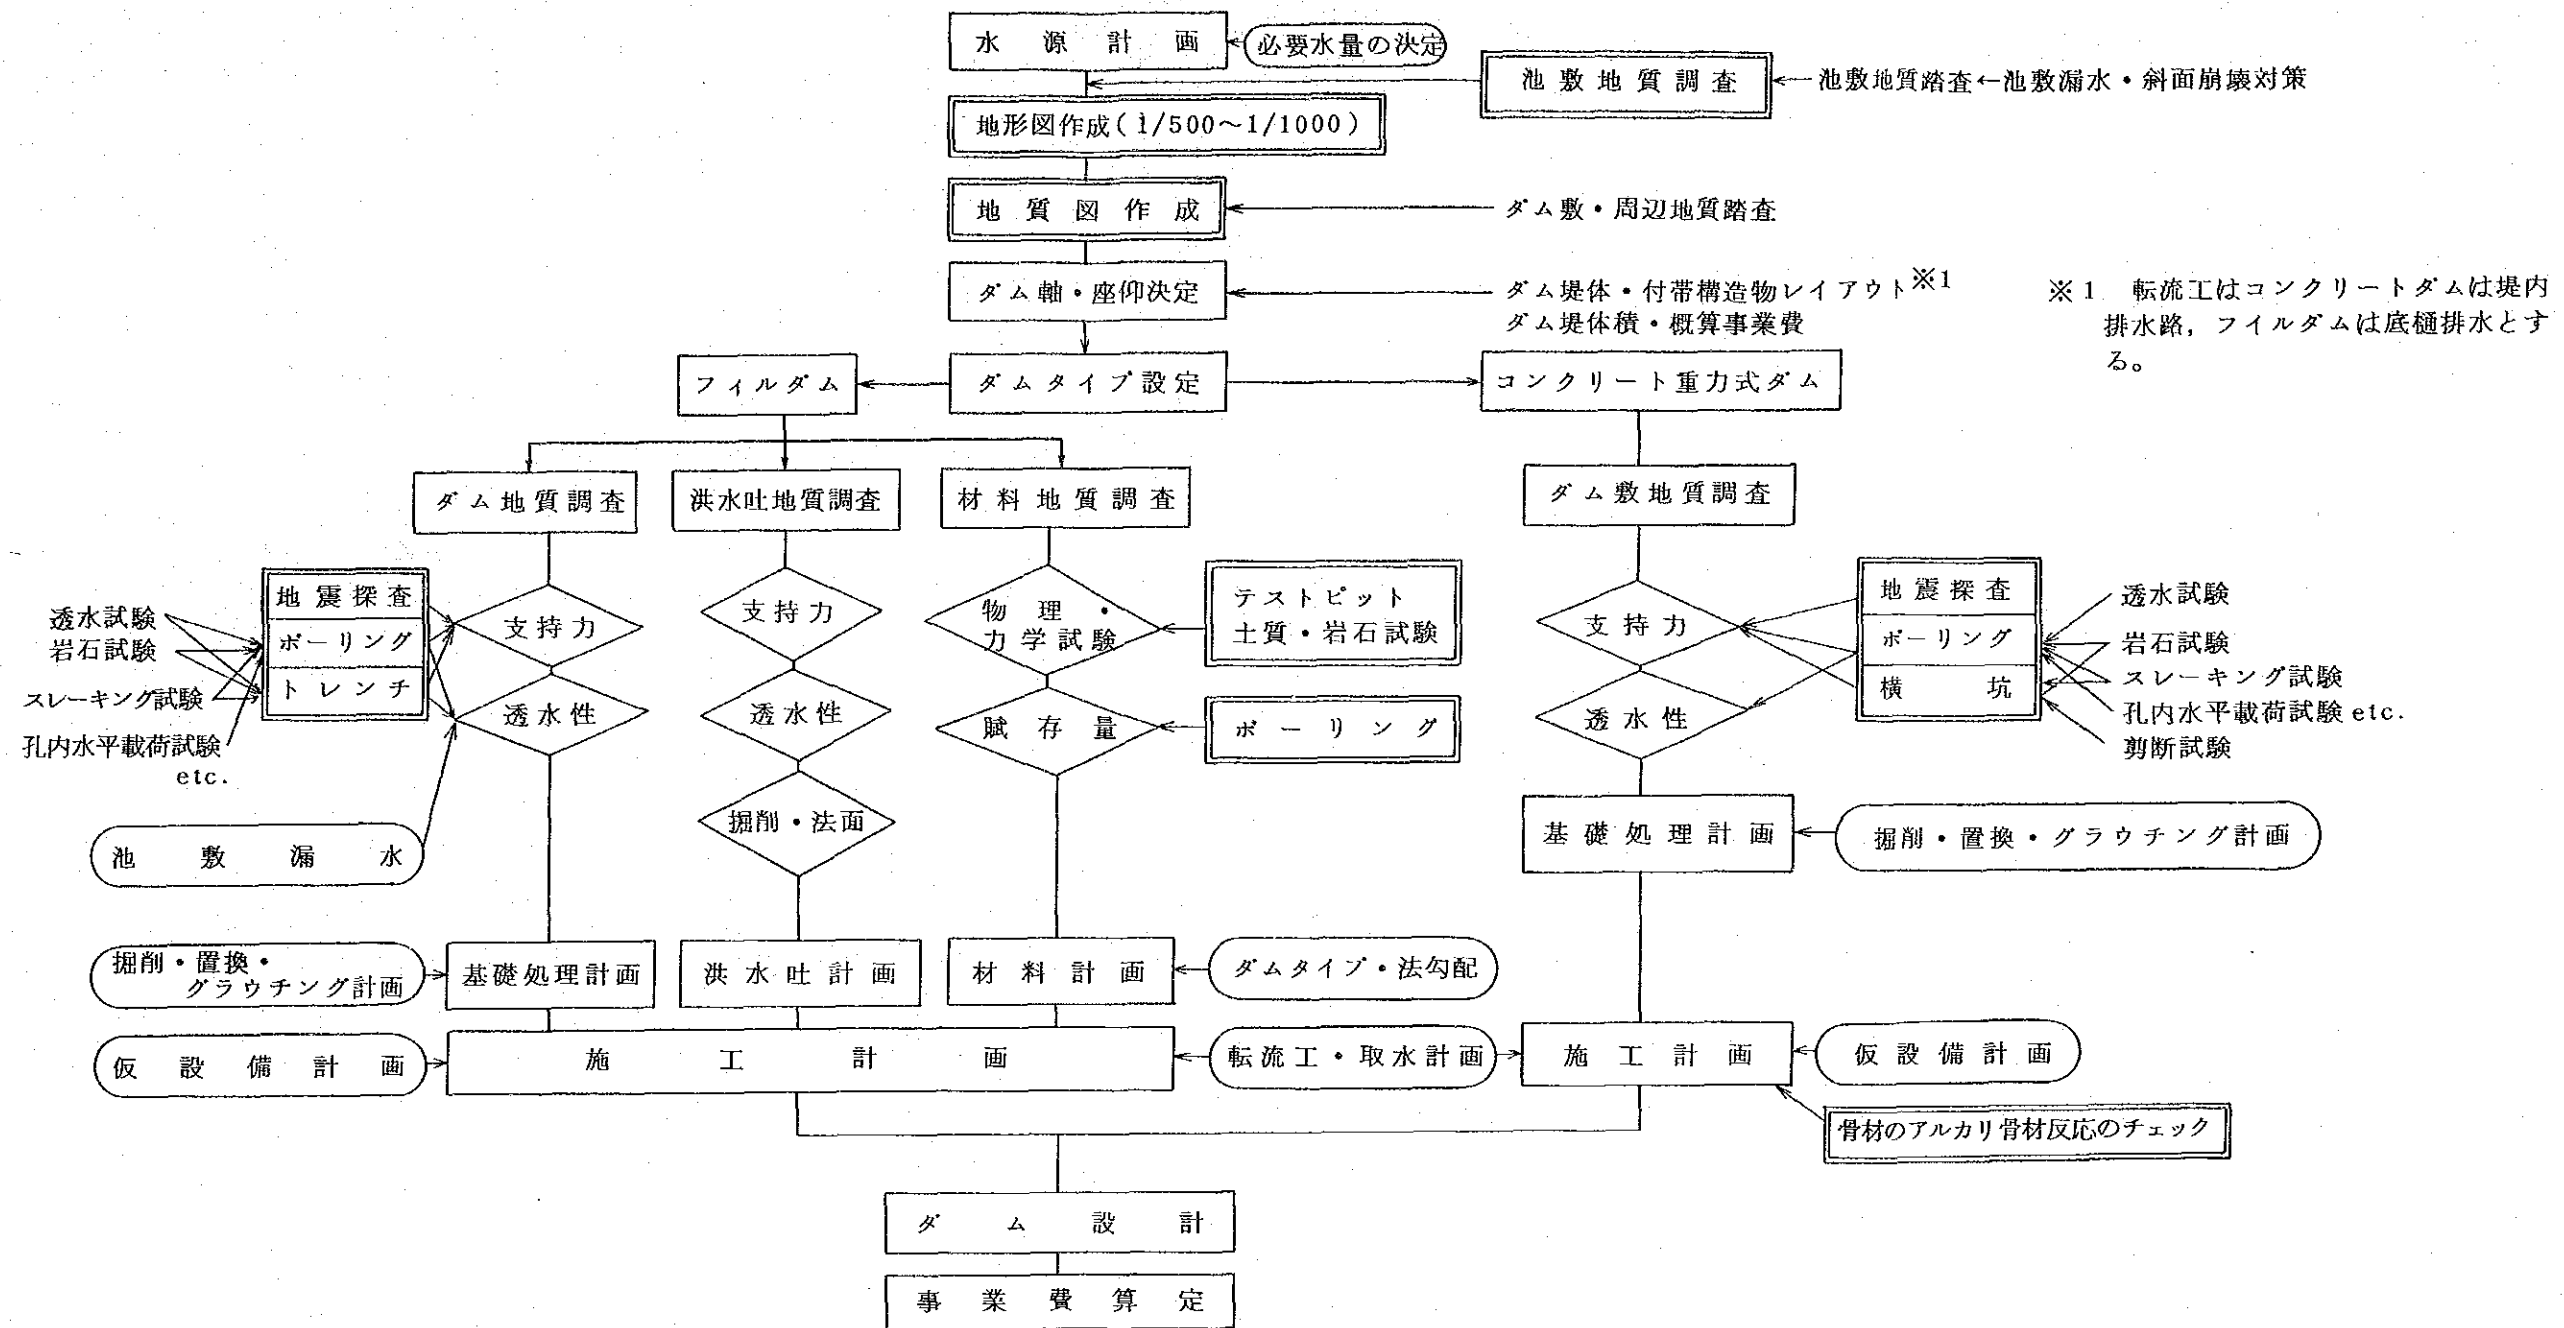 水源計画
必要水量の決定
池敷地質調査
池敷地質踏査←池敷漏水・斜面崩壊対策
地形図作成(1/500～1/1000)
地質図作成
ダム敷・周辺地質踏査
ダム軸・座仰決定
ダム堤体・付帯構造物レイアウト※1
ダム堤体積・概算事業費
※1 転流工はコンクリートダムは堤内
排水路，フイルダムは底樋排水とす
る。
フィルダム
ダムタイプ設定
コンクリート重力式ダム
ダム地質調査
洪水吐地質調査
材料地質調査
ダム敷地質調査
地震探査
ボーリング
トレンチ
透水試験
岩石試験
スレーキング試験
孔内水平載荷試験
etc.
支持力
透水性
支持力
透水性
掘削・法面
物理・
力学試験
賦存量
テストピット
土質・岩石試験
ボーリング
支持力
透水性
地震探査
ボーリング
横坑
透水試験
岩石試験
スレーキング試験
孔内水平載荷試験 etc.
剪断試験
池敷漏水
基礎処理計画
掘削・置換・グラウチング計画
掘削・置換・
グラウチング計画
基礎処理計画
洪水吐計画
材料計画
ダムタイプ・法勾配
仮設備計画
施工計画
転流工・取水計画
施工計画
仮設備計画
骨材のアルカリ骨材反応のチェック
ダム設計
事業費算定